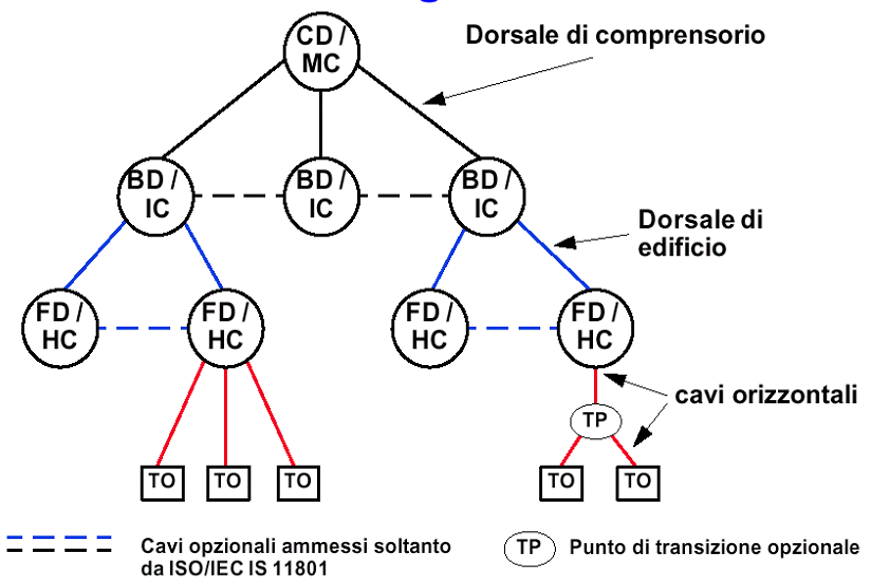 CD /
MC
Dorsale di comprensorio
BD /
IC
BD /
IC
BD /
IC
Dorsale di
edificio
FD /
HC
FD /
HC
FD /
HC
FD /
HC
cavi orizzontali
TP
TO
TO
TO
TO
TO
Cavi opzionali ammessi soltanto
da ISO/IEC IS 11801
TP
Punto di transizione opzionale